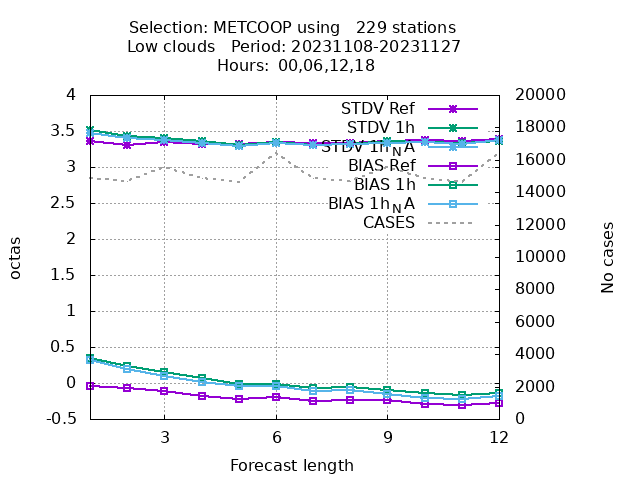 Selection: METCOOP using 229 stations
Low clouds Period: 20231108-20231127
Hours: 00,06,12,18
4
3.5
3
2.5
2
1.5
1
0.5
0
-0.5
20000
18000
16000
14000
12000
10000
8000
6000
4000
2000
0
STDV Ref
STDV 1h
STDV 1hNA
BIAS Ref
BIAS 1h
BIAS 1hNA
CASES
octas
No cases
3
6
9
12
Forecast length